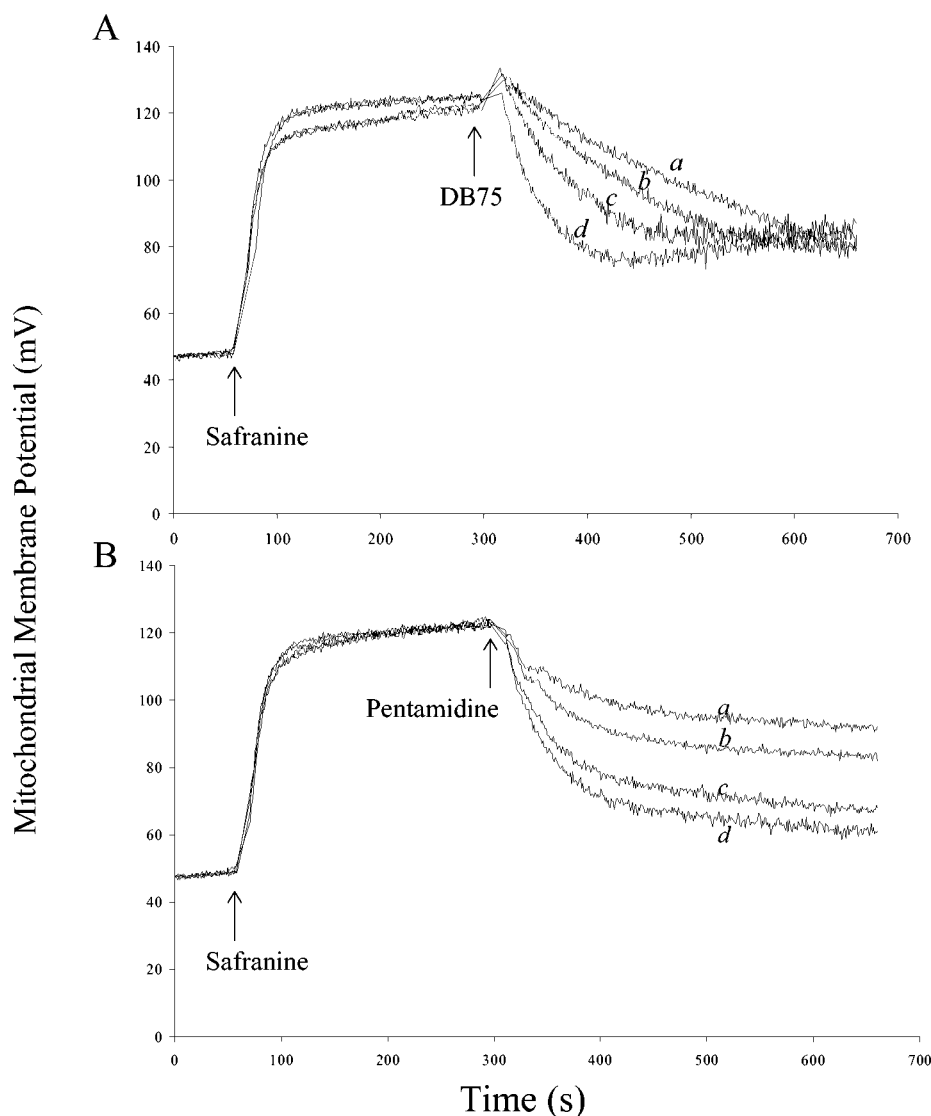 A
Mitochondrial Membrane Potential (mV)
140
120
100
80
60
40
20
0
a
b
c
d
DB75
Safranine
0 100 200 300 400 500 600 700
B
140
120
100
80
60
40
20
0
Pentamidine
a
b
c
d
Safranine
0 100 200 300 400 500 600 700
Time (s)